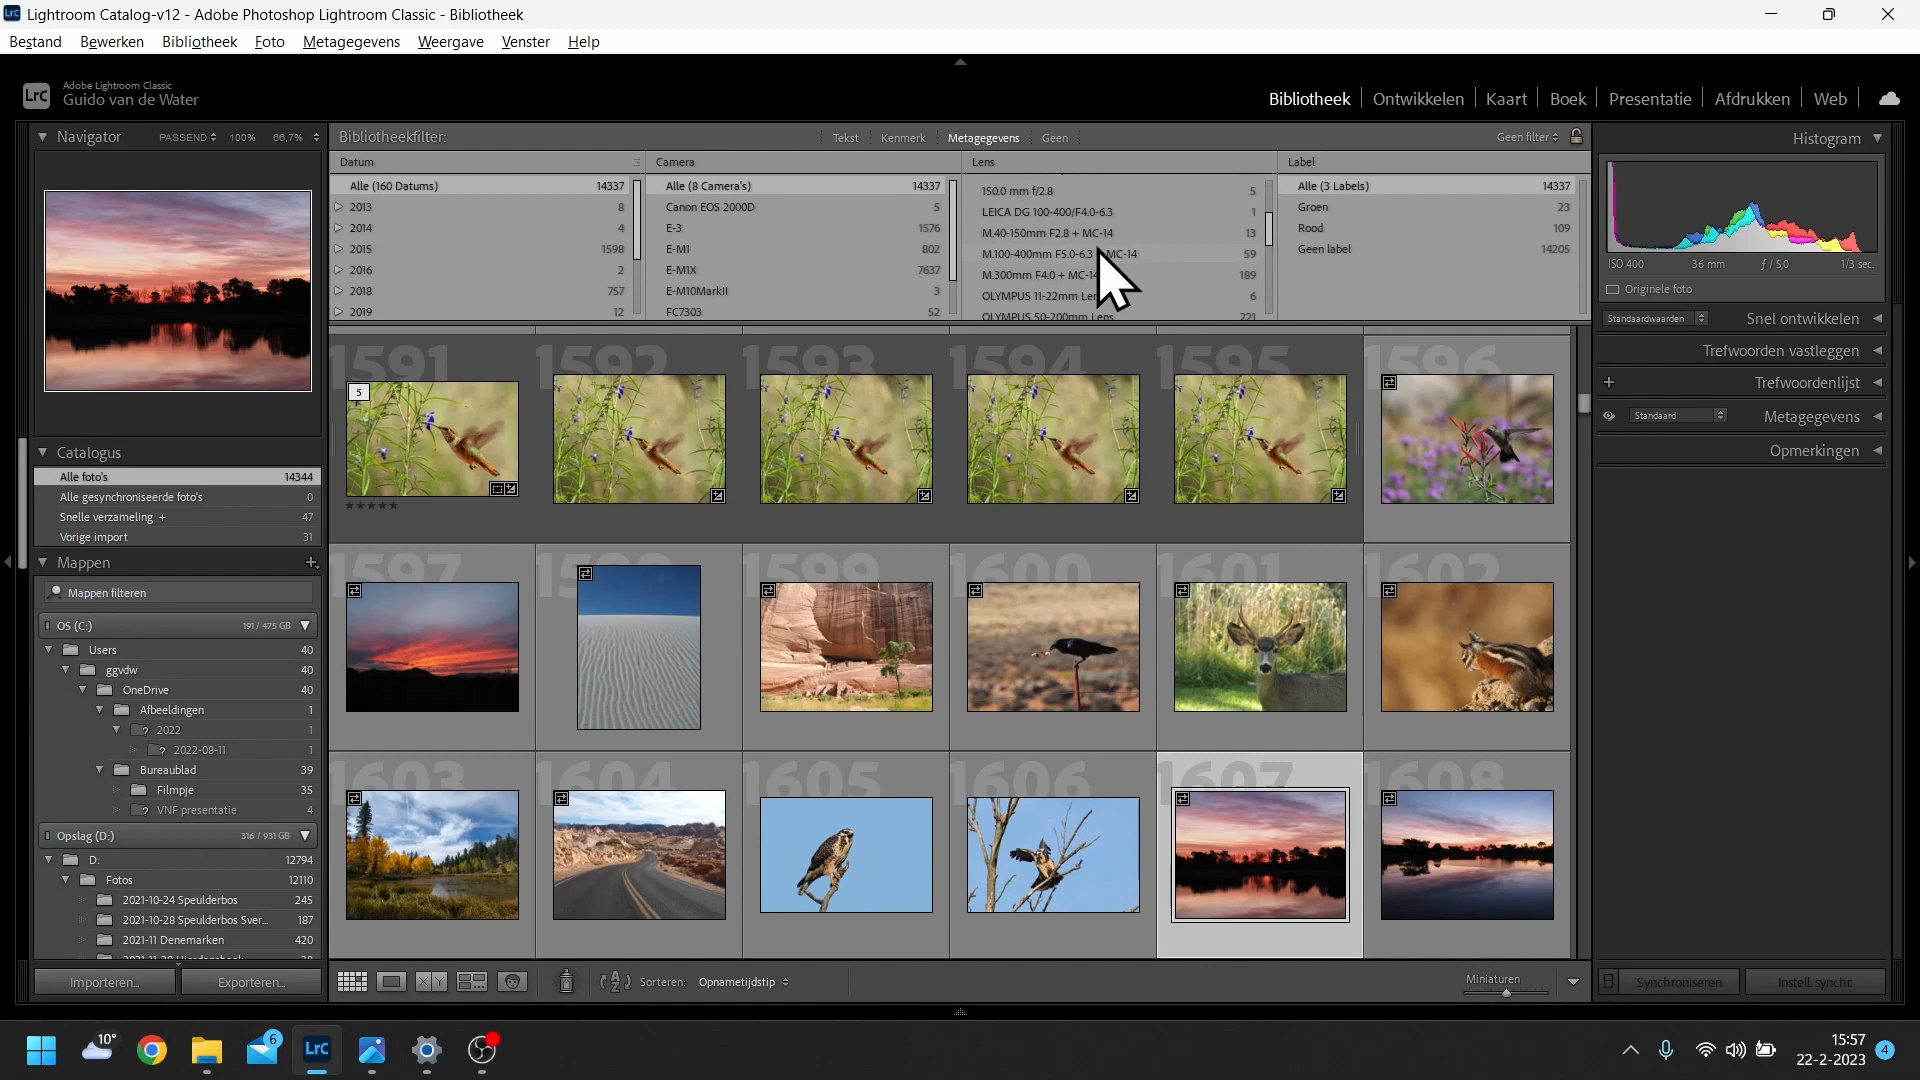 Lightroom Catalog-v12 - Adobe Photoshop Lightroom Classic - Bibliotheek
Bestand Bewerken Bibliotheek Foto Metagegevens Weergave Venster Help
LrC Adobe Lightroom Classic
Guido van de Water
Bibliotheek Ontwikkelen Kaart Boek Presentatie Afdrukken Web
Navigator PASSEND 100% 66,7%
Bibliotheekfilter: Tekst Kenmerk Metagegevens Geen Geen filter
Histogram
Datum Camera Lens Label
Alle (160 Datums) 14337
2013 8
2014 4
2015 1598
2016 2
2018 757
2019 12
Alle (8 Camera's) 14337
Canon EOS 2000D 5
E-3 1576
E-M1 802
E-M1X 7637
E-M10MarkII 3
FC7303 52
150.0 mm f/2.8 5
LEICA DG 100-400/F4.0-6.3 1
M.40-150mm F2.8 + MC-14 13
M.100-400mm F5.0-6.3 MC-14 59
M.300mm F4.0 + MC-14 189
OLYMPUS 11-22mm Len 6
OLYMPUS 50-200mm Lens 221
Alle (3 Labels) 14337
Groen 23
Rood 109
Geen label 14205
ISO 400 36 mm ƒ / 5,0 1/3 sec.
Originele foto
Standaardwaarden Snel ontwikkelen
Trefwoorden vastleggen
Trefwoordenlijst
Standaard Metagegevens
Opmerkingen
Catalogus
Alle foto's 14344
Alle gesynchroniseerde foto's 0
Snelle verzameling + 47
Vorige import 31
Mappen
Mappen filteren
OS (C:) 191 / 475 GB
Users 40
ggvdw 40
OneDrive 40
Afbeeldingen 1
2022 1
2022-08-11 1
Bureaublad 39
Filmpje 35
VNF presentatie 4
Opslag (D:) 316 / 931 GB
D: 12794
Fotos 12110
2021-10-24 Speulderbos 245
2021-10-28 Speulderbos Sver... 187
2021-11 Denemarken 420
1591 1592 1593 1594 1595 1596
5
1597 1598 1599 1600 1601 1602
1603 1604 1605 1606 1607 1608
Importeren... Exporteren...
X Y Sorteren: Opnametijdstip
Miniaturen
Synchroniseren Instell. synchr.
10° 6 LrC
15:57
22-2-2023
4